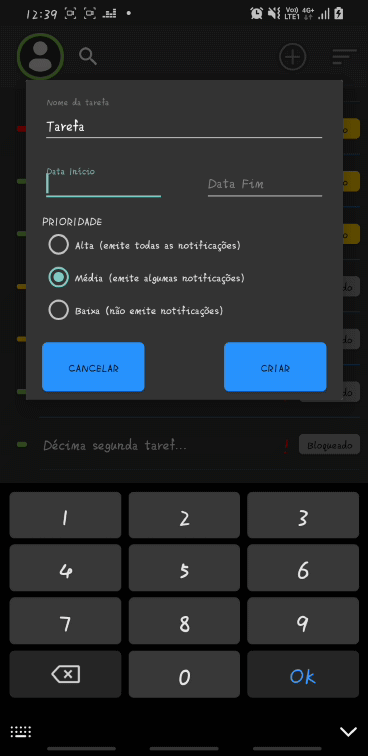 12:39 Vo)) 4G+ LTE1
Nome da tarefa
Tarefa
Data Início
Data Fim
PRIORIDADE
Alta (emite todas as notificações)
Média (emite algumas notificações)
Baixa (não emite notificações)
CANCELAR CRIAR
Décima segunda taref... Bloqueado
1 2 3
4 5 6
7 8 9
0 Ok